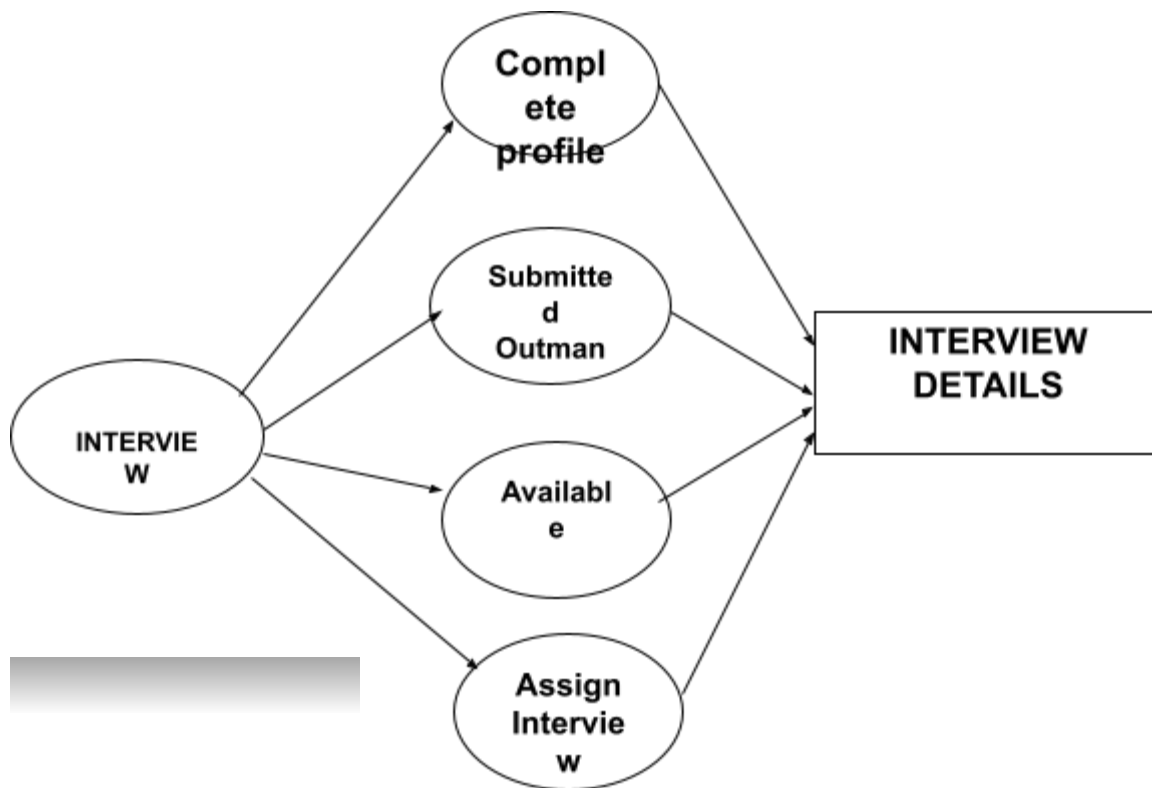 Compl
ete
profile
Submitte
d
Outman
INTERVIEW
DETAILS
INTERVIE
W
Availabl
e
Assign
Intervie
w